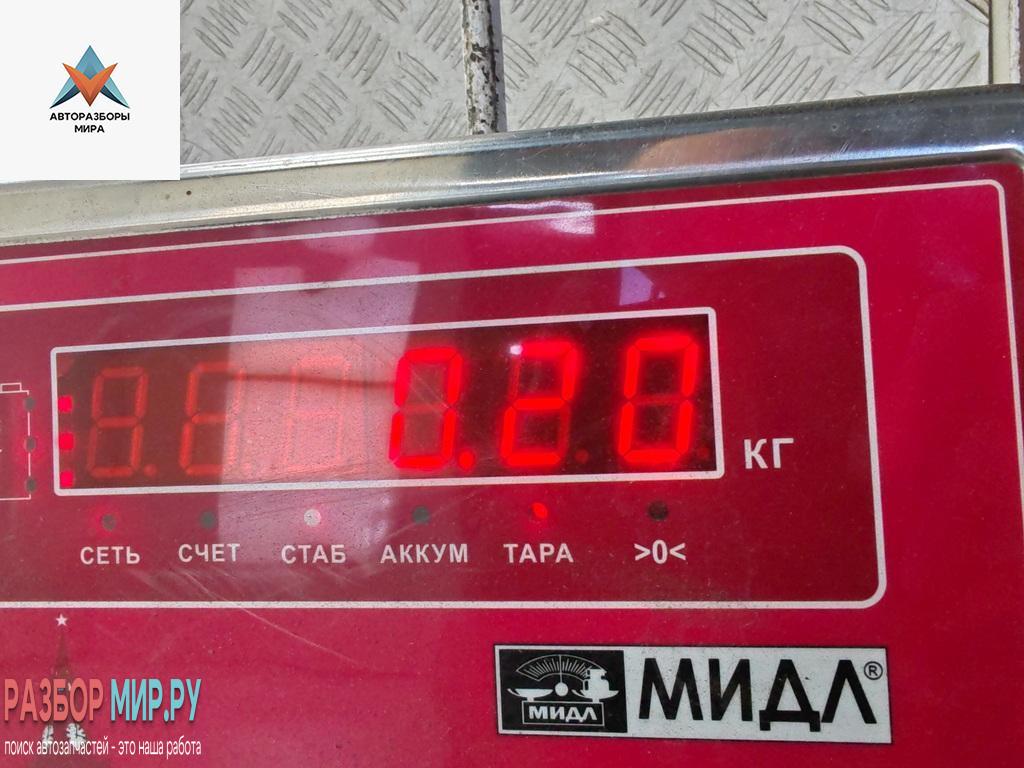 АВТОРАЗБОРЫ
МИРА
0.20
КГ
СЕТЬ СЧЕТ СТАБ АККУМ ТАРА >0<
МИДЛ МИДЛ®
РАЗБОР МИР.РУ
поиск автозапчастей - это наша работа